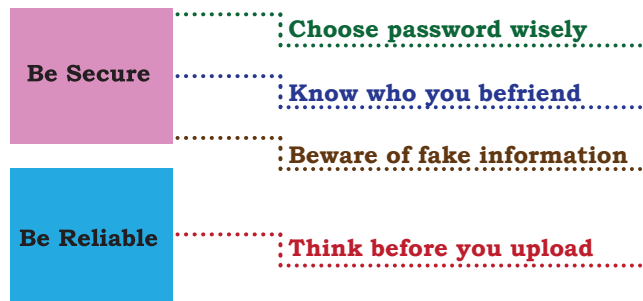 Be Secure
Choose password wisely
Know who you befriend
Beware of fake information
Be Reliable
Think before you upload